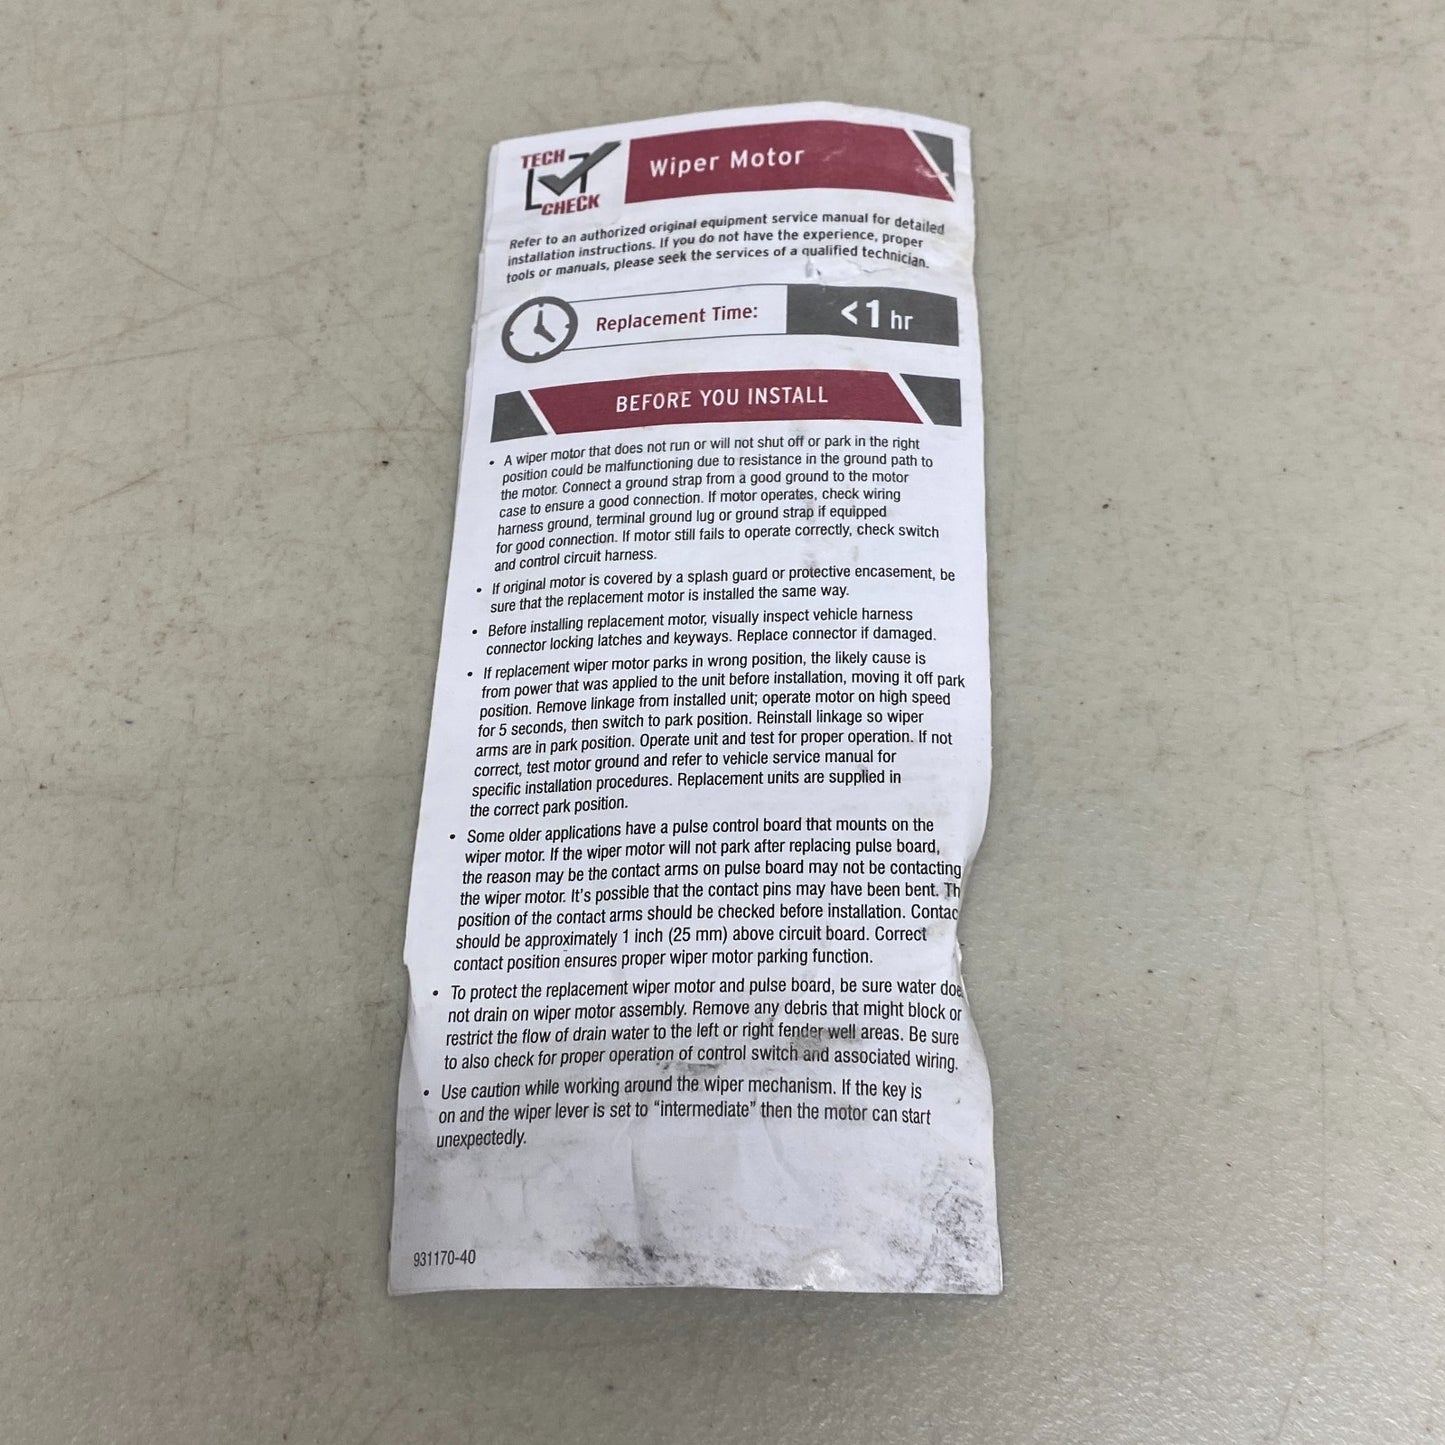 TECH
CHECK
Wiper Motor
Refer to an authorized original equipment service manual for detailed
installation instructions. If you do not have the experience, proper
tools or manuals, please seek the services of a qualified technician.
Replacement Time:
<1 hr
BEFORE YOU INSTALL
• A wiper motor that does not run or will not shut off or park in the right
position could be malfunctioning due to resistance in the ground path to
the motor. Connect a ground strap from a good ground to the motor
case to ensure a good connection. If motor operates, check wiring
harness ground, terminal ground lug or ground strap if equipped
for good connection. If motor still fails to operate correctly, check switch
and control circuit harness.
• If original motor is covered by a splash guard or protective encasement, be
sure that the replacement motor is installed the same way.
• Before installing replacement motor, visually inspect vehicle harness
connector locking latches and keyways. Replace connector if damaged.
• If replacement wiper motor parks in wrong position, the likely cause is
from power that was applied to the unit before installation, moving it off park
position. Remove linkage from installed unit; operate motor on high speed
for 5 seconds, then switch to park position. Reinstall linkage so wiper
arms are in park position. Operate unit and test for proper operation. If not
correct, test motor ground and refer to vehicle service manual for
specific installation procedures. Replacement units are supplied in
the correct park position.
• Some older applications have a pulse control board that mounts on the
wiper motor. If the wiper motor will not park after replacing pulse board,
the reason may be the contact arms on pulse board may not be contacting
the wiper motor. It's possible that the contact pins may have been bent. Th
position of the contact arms should be checked before installation. Contac
should be approximately 1 inch (25 mm) above circuit board. Correct
contact position ensures proper wiper motor parking function.
• To protect the replacement wiper motor and pulse board, be sure water doe
not drain on wiper motor assembly. Remove any debris that might block or
restrict the flow of drain water to the left or right fender well areas. Be sure
to also check for proper operation of control switch and associated wiring.
• Use caution while working around the wiper mechanism. If the key is
on and the wiper lever is set to “intermediate” then the motor can start
unexpectedly.
931170-40